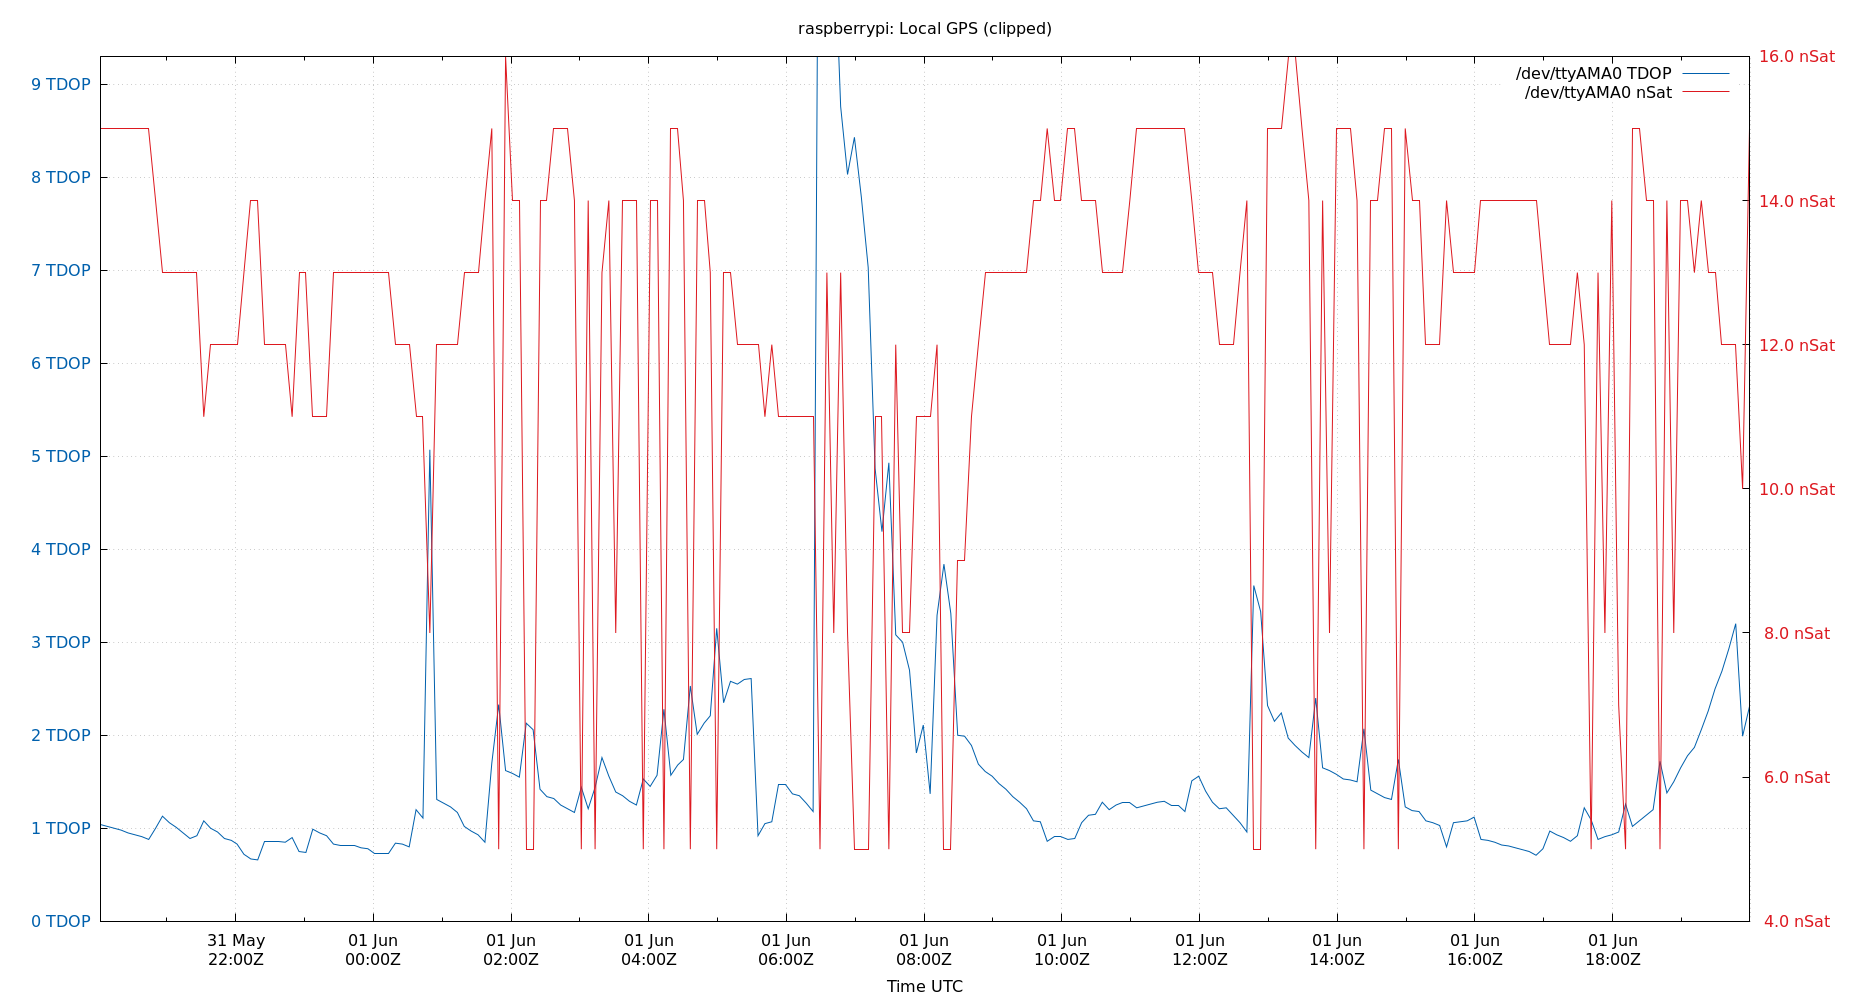 raspberrypi: Local GPS (clipped)
/dev/ttyAMA0 TDOP
/dev/ttyAMA0 nSat
9 TDOP
8 TDOP
7 TDOP
6 TDOP
5 TDOP
4 TDOP
3 TDOP
2 TDOP
1 TDOP
0 TDOP
16.0 nSat
14.0 nSat
12.0 nSat
10.0 nSat
8.0 nSat
6.0 nSat
4.0 nSat
31 May 01 Jun 01 Jun 01 Jun 01 Jun 01 Jun 01 Jun 01 Jun 01 Jun 01 Jun 01 Jun
22:00Z 00:00Z 02:00Z 04:00Z 06:00Z 08:00Z 10:00Z 12:00Z 14:00Z 16:00Z 18:00Z
Time UTC